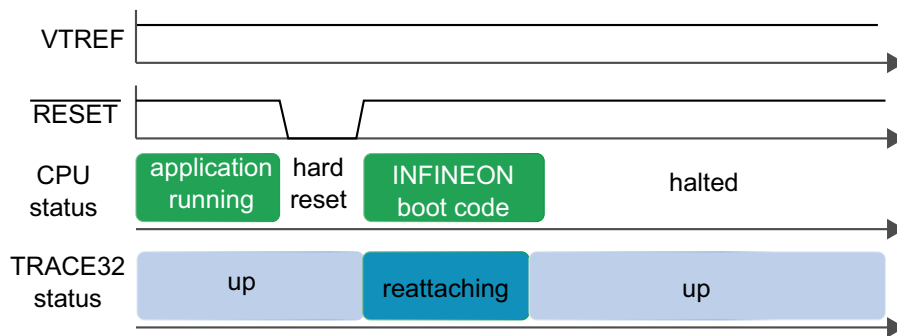 VTREF
RESET
CPU
status
application
running
hard
reset
INFINEON
boot code
halted
TRACE32
status
up
reattaching
up